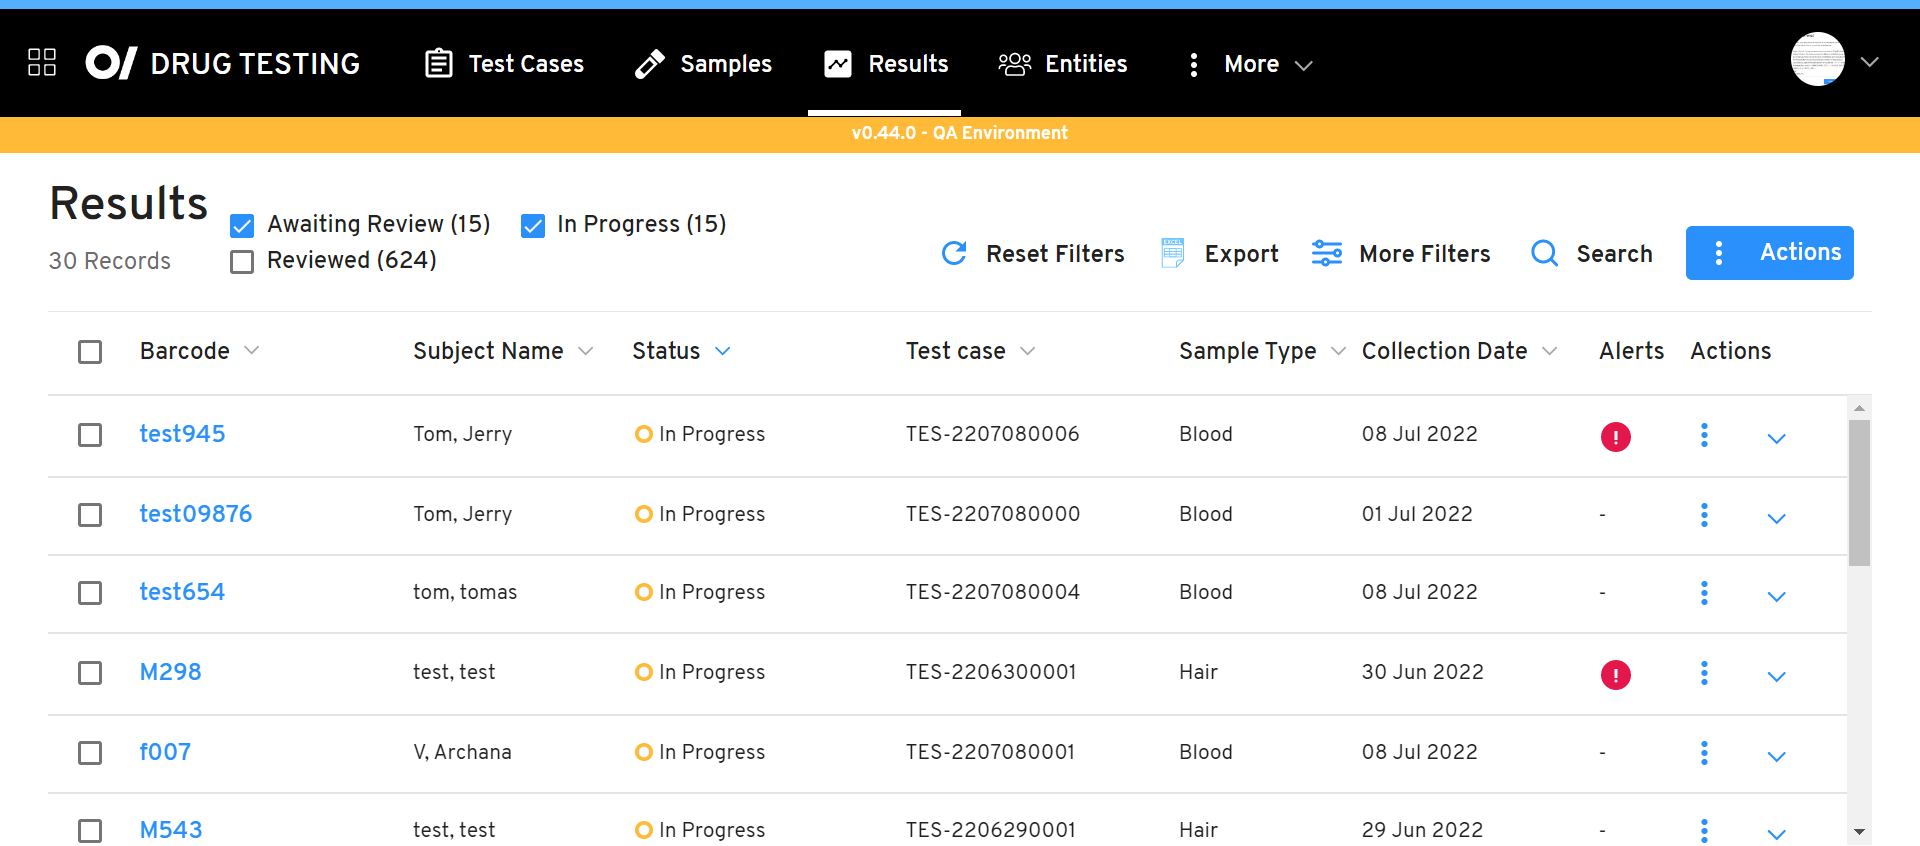 DRUG TESTING Test Cases Samples Results Entities More
v0.44.0 - QA Environment
Results
Awaiting Review (15) In Progress (15)
30 Records Reviewed (624)
Reset Filters Export More Filters Search Actions
Barcode Subject Name Status Test case Sample Type Collection Date Alerts Actions
test945 Tom, Jerry In Progress TES-2207080006 Blood 08 Jul 2022 !
test09876 Tom, Jerry In Progress TES-2207080000 Blood 01 Jul 2022 -
test654 tom, tomas In Progress TES-2207080004 Blood 08 Jul 2022 -
M298 test, test In Progress TES-2206300001 Hair 30 Jun 2022 !
f007 V, Archana In Progress TES-2207080001 Blood 08 Jul 2022 -
M543 test, test In Progress TES-2206290001 Hair 29 Jun 2022 -